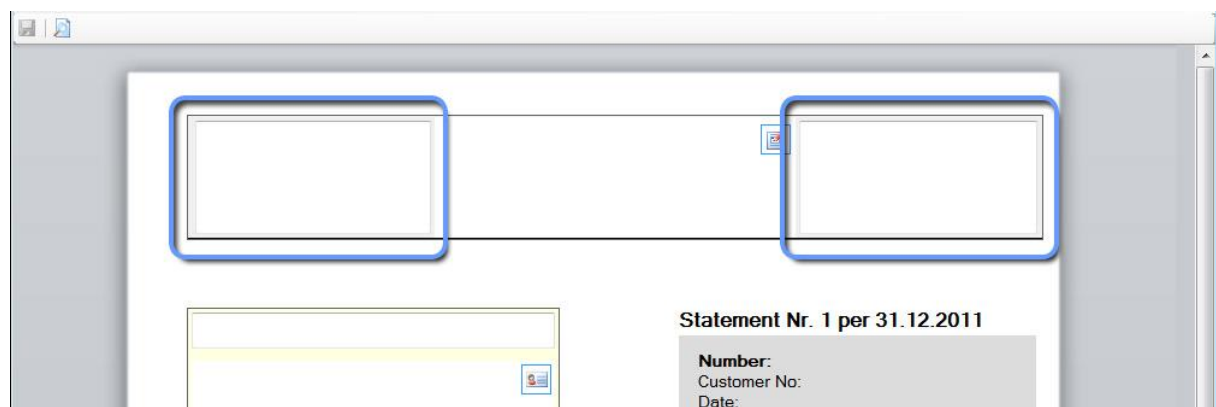 Statement Nr. 1 per 31.12.2011
Number:
Customer No:
Date: